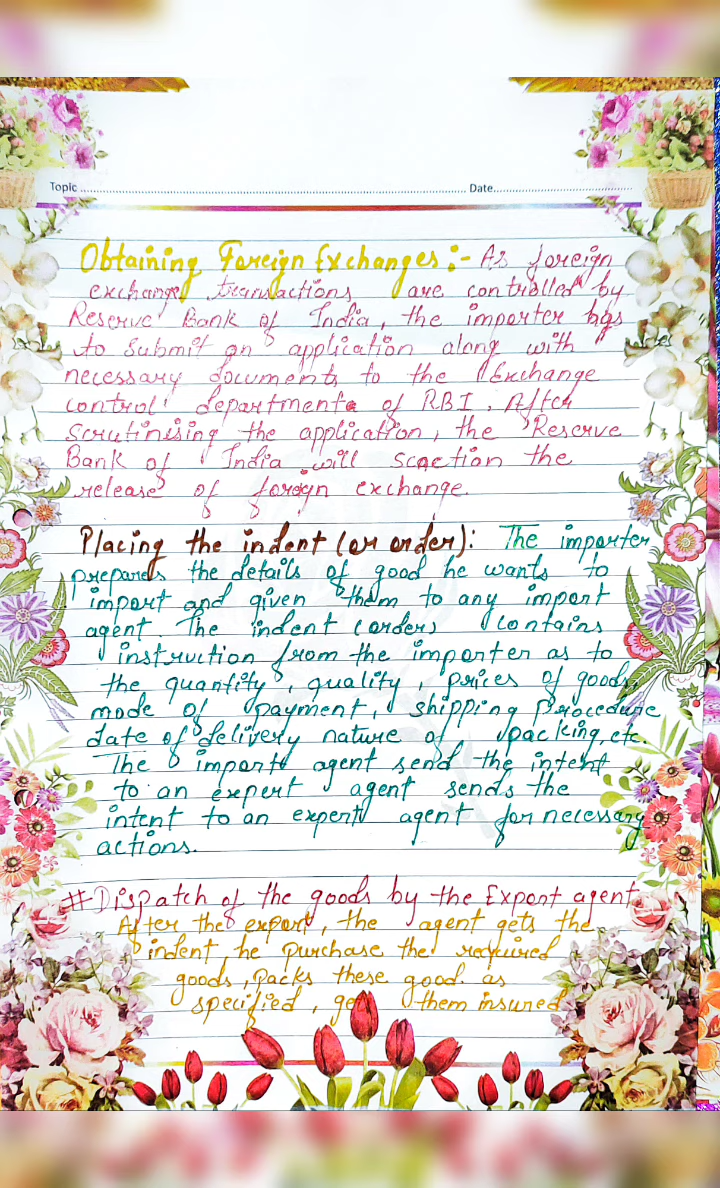 Topic Date
Obtaining Foreign Exchanges :- As foreign
exchange transactions are controlled by
Reserve Bank of India, the importer has
to submit an application along with
necessary documents to the 'Exchange
control' department of RBI. After
scrutinising the application, the Reserve
Bank of India will scaction the
release of foreign exchange.
Placing the indent (or order): The importer
prepares the details of good he wants to
import and given them to any import
agent. The indent (order) contains
instruction from the importer as to
the quantity, quality, prices of goods,
mode of payment, shipping procedure
date of delivery nature of packing, etc.
The import agent send the intent
to an expert agent sends the
intent to an expert agent for necessary
actions.
#Dispatch of the goods by the Export agent
After the export, the agent gets the
indent, he purchase the required
goods, packs these good as
specified, get them insured